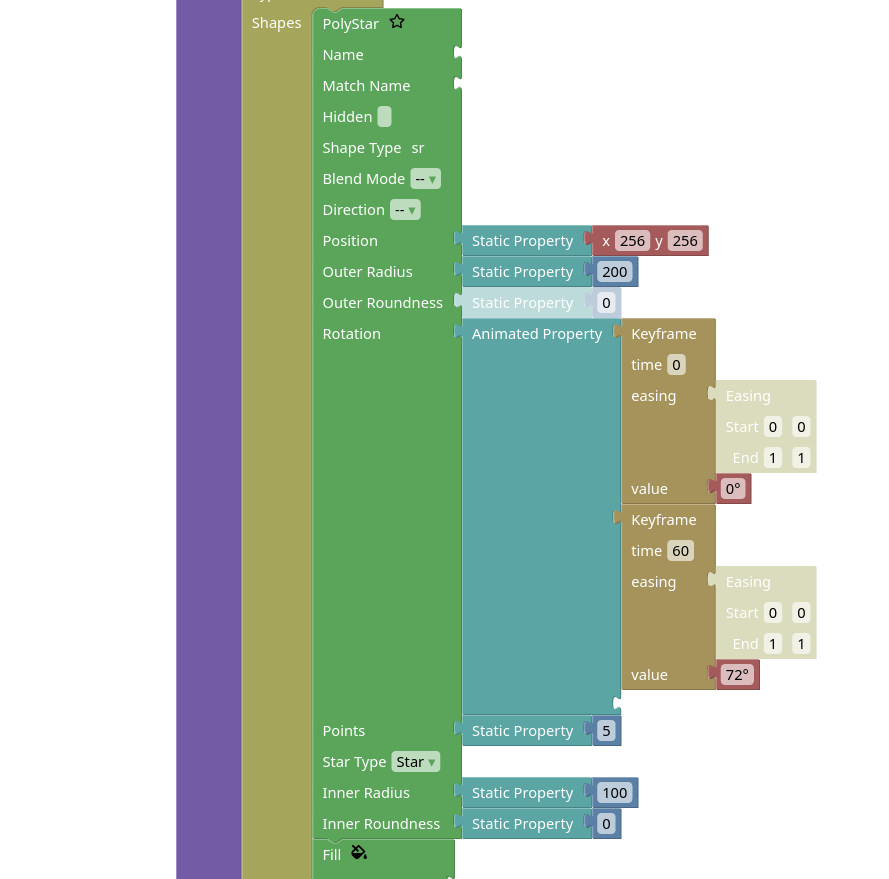 Shapes PolyStar
Name
Match Name
Hidden
Shape Type sr
Blend Mode -- ▾
Direction -- ▾
Position Static Property x 256 y 256
Outer Radius Static Property 200
Outer Roundness Static Property 0
Rotation Animated Property Keyframe
time 0
easing Easing
Start 0 0
End 1 1
value 0°
Keyframe
time 60
easing Easing
Start 0 0
End 1 1
value 72°
Points Static Property 5
Star Type Star ▾
Inner Radius Static Property 100
Inner Roundness Static Property 0
Fill